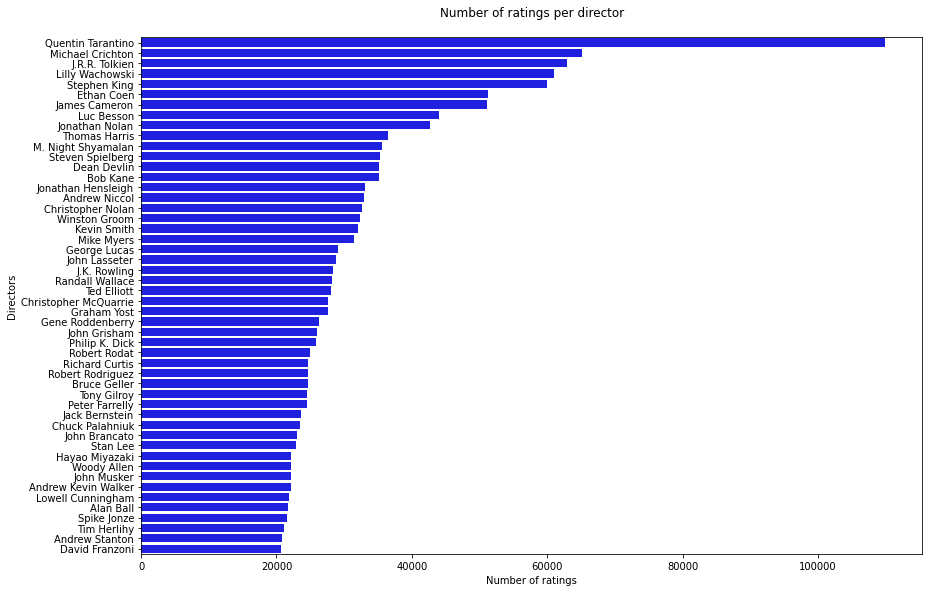 Number of ratings per director
Quentin Tarantino
Michael Crichton
J.R.R. Tolkien
Lilly Wachowski
Stephen King
Ethan Coen
James Cameron
Luc Besson
Jonathan Nolan
Thomas Harris
M. Night Shyamalan
Steven Spielberg
Dean Devlin
Bob Kane
Jonathan Hensleigh
Andrew Niccol
Christopher Nolan
Winston Groom
Kevin Smith
Mike Myers
George Lucas
John Lasseter
J.K. Rowling
Randall Wallace
Ted Elliott
Christopher McQuarrie
Graham Yost
Gene Roddenberry
John Grisham
Philip K. Dick
Robert Rodat
Richard Curtis
Robert Rodriguez
Bruce Geller
Tony Gilroy
Peter Farrelly
Jack Bernstein
Chuck Palahniuk
John Brancato
Stan Lee
Hayao Miyazaki
Woody Allen
John Musker
Andrew Kevin Walker
Lowell Cunningham
Alan Ball
Spike Jonze
Tim Herlihy
Andrew Stanton
David Franzoni
Directors
0 20000 40000 60000 80000 100000
Number of ratings